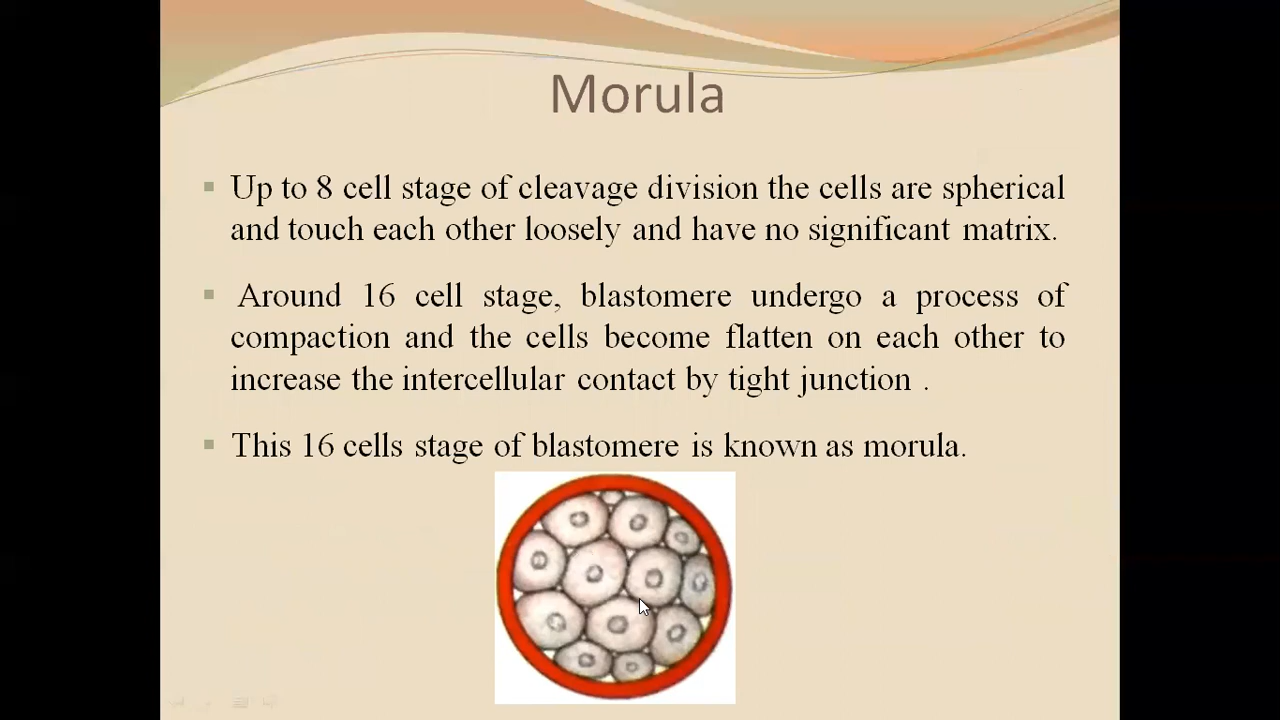 Morula
Up to 8 cell stage of cleavage division the cells are spherical
and touch each other loosely and have no significant matrix.
Around 16 cell stage, blastomere undergo a process of
compaction and the cells become flatten on each other to
increase the intercellular contact by tight junction .
This 16 cells stage of blastomere is known as morula.